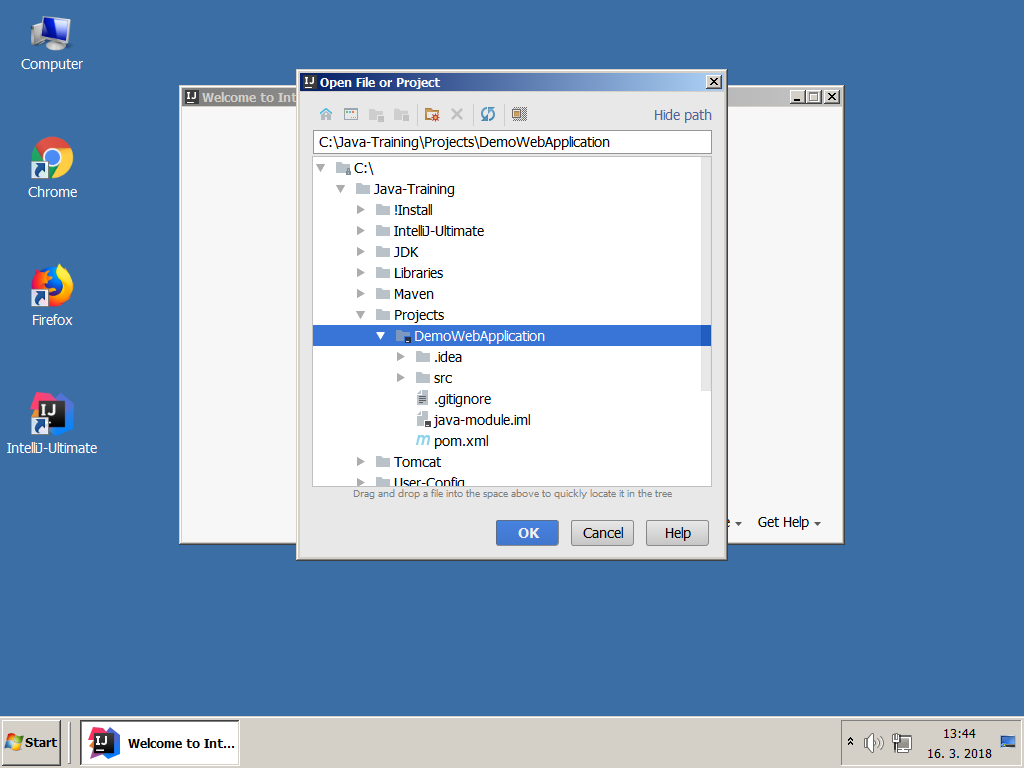 Computer
Chrome
Firefox
IntelliJ-Ultimate
Welcome to Int
Open File or Project
Hide path
C:\Java-Training\Projects\DemoWebApplication
C:\
Java-Training
!Install
IntelliJ-Ultimate
JDK
Libraries
Maven
Projects
DemoWebApplication
.idea
src
.gitignore
java-module.iml
pom.xml
Tomcat
User-Config
Drag and drop a file into the space above to quickly locate it in the tree
OK Cancel Help
Get Help
Start
Welcome to Int...
13:44
16. 3. 2018